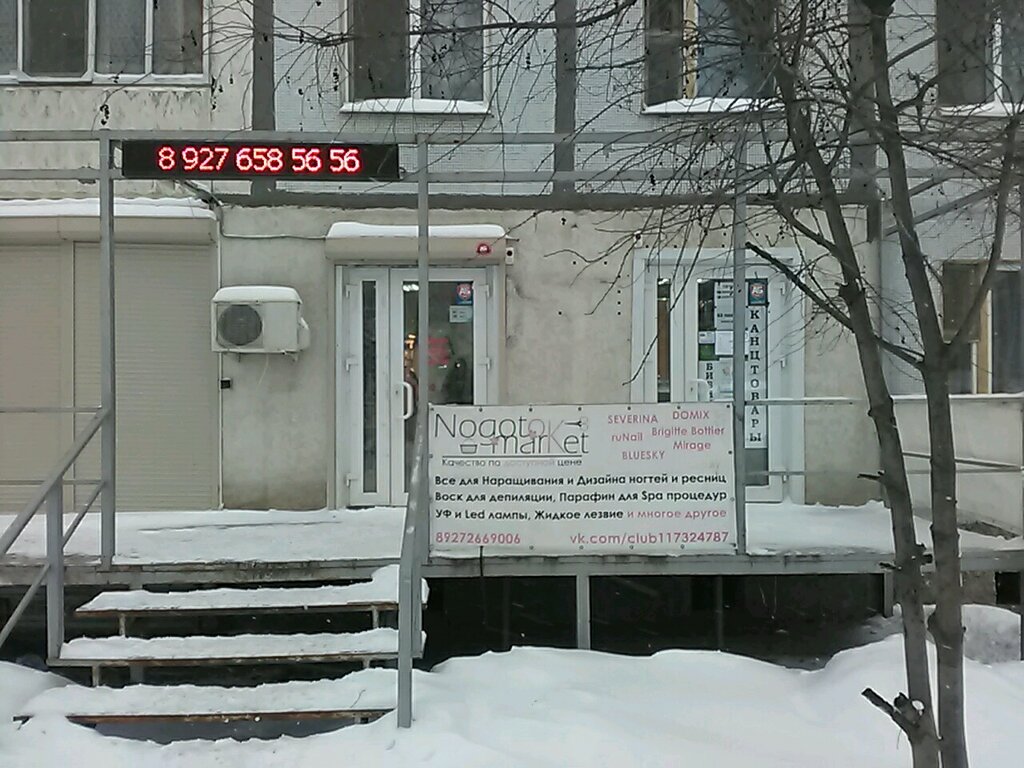 8 927 658 56 56
КАНЦТОВАРЫ
Nogotok
market
Качество по доступной цене
SEVERINA DOMIX
ruNail Brigitte Bottier
Mirage
BLUESKY
Все для Наращивания и Дизайна ногтей и ресниц
Воск для депиляции, Парафин для Spa процедур
УФ и Led лампы, Жидкое лезвие и многое другое
89272669006 vk.com/club117324787